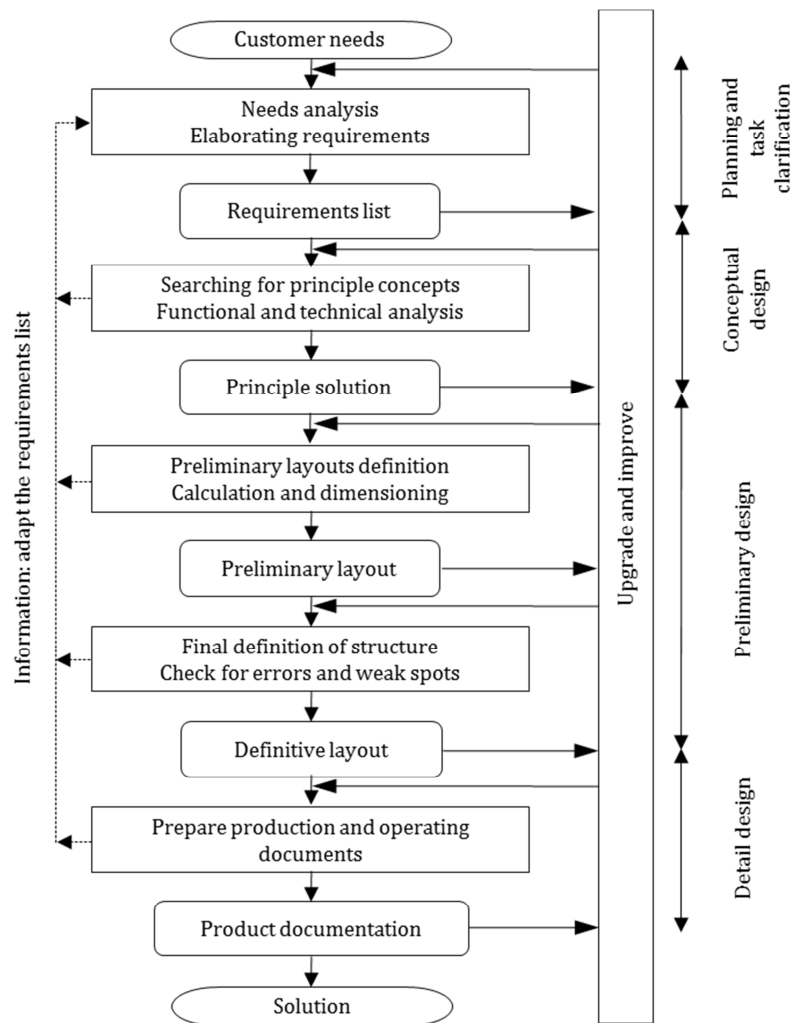 Customer needs
Needs analysis
Elaborating requirements
Requirements list
Searching for principle concepts
Functional and technical analysis
Principle solution
Preliminary layouts definition
Calculation and dimensioning
Preliminary layout
Final definition of structure
Check for errors and weak spots
Definitive layout
Prepare production and operating
documents
Product documentation
Solution
Information: adapt the requirements list
Upgrade and improve
Planning and
task
clarification
Conceptual
design
Preliminary design
Detail design